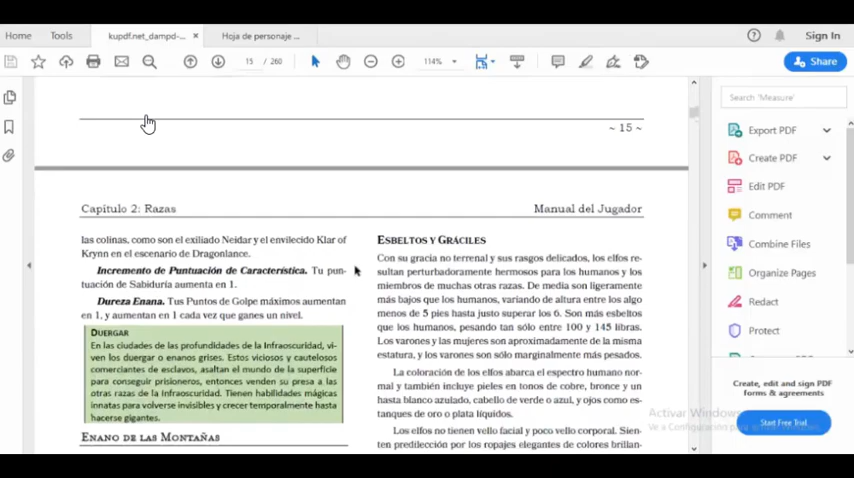 Home
Tools
kupdf.net_dampd-...
×
Hoja de personaje ...
Sign In
15 / 260
114%
Share
Search 'Measure'
Export PDF
Create PDF
Edit PDF
Comment
Combine Files
Organize Pages
Redact
Protect
Create, edit and sign PDF
forms & agreements
Start Free Trial
~ 15 ~
Capítulo 2: Razas
Manual del Jugador
las colinas, como son el exiliado Neidar y el envilecido Klar of
Krynn en el escenario de Dragonlance.
Incremento de Puntuación de Característica. Tu pun-
tuación de Sabiduría aumenta en 1.
Dureza Enana. Tus Puntos de Golpe máximos aumentan
en 1, y aumentan en 1 cada vez que ganes un nivel.
DUERGAR
En las ciudades de las profundidades de la Infraoscuridad, vi-
ven los duergar o enanos grises. Estos viciosos y cautelosos
comerciantes de esclavos, asaltan el mundo de la superficie
para conseguir prisioneros, entonces venden su presa a las
otras razas de la Infraoscuridad. Tienen habilidades mágicas
innatas para volverse invisibles y crecer temporalmente hasta
hacerse gigantes.
ENANO DE LAS MONTAÑAS
ESBELTOS Y GRÁCILES
Con su gracia no terrenal y sus rasgos delicados, los elfos re-
sultan perturbadoramente hermosos para los humanos y los
miembros de muchas otras razas. De media son ligeramente
más bajos que los humanos, variando de altura entre los algo
menos de 5 pies hasta justo superar los 6. Son más esbeltos
que los humanos, pesando tan sólo entre 100 y 145 libras.
Los varones y las mujeres son aproximadamente de la misma
estatura, y los varones son sólo marginalmente más pesados.
La coloración de los elfos abarca el espectro humano nor-
mal y también incluye pieles en tonos de cobre, bronce y un
hasta blanco azulado, cabello de verde o azul, y ojos como es-
tanques de oro o plata líquidos.
Los elfos no tienen vello facial y poco vello corporal. Sien-
ten predilección por los ropajes elegantes de colores brillan-
Activar Windows
Ve a Configuración